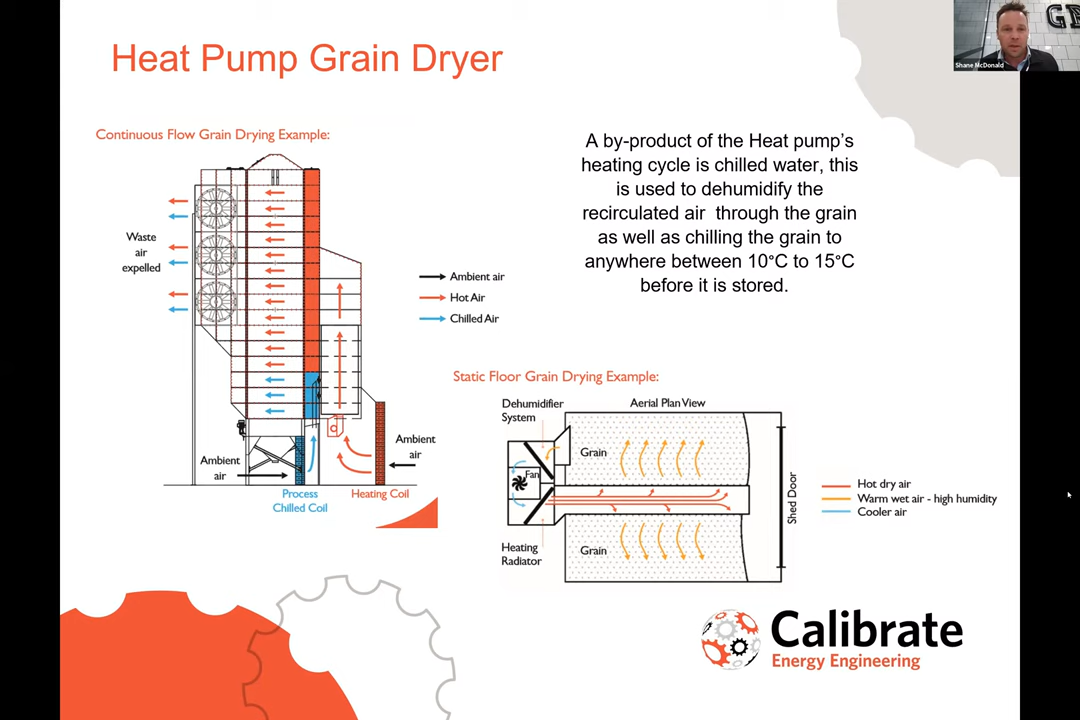 Heat Pump Grain Dryer
Shane McDonald
Continuous Flow Grain Drying Example:
Waste
air
expelled
Ambient air
Hot Air
Chilled Air
Ambient
air
Ambient
air
Process
Chilled Coil
Heating Coil
A by-product of the Heat pump's
heating cycle is chilled water, this
is used to dehumidify the
recirculated air through the grain
as well as chilling the grain to
anywhere between 10°C to 15°C
before it is stored.
Static Floor Grain Drying Example:
Dehumidifier
System
Aerial Plan View
Grain
Fan
Grain
Heating
Radiator
Shed Door
Hot dry air
Warm wet air - high humidity
Cooler air
Calibrate
Energy Engineering